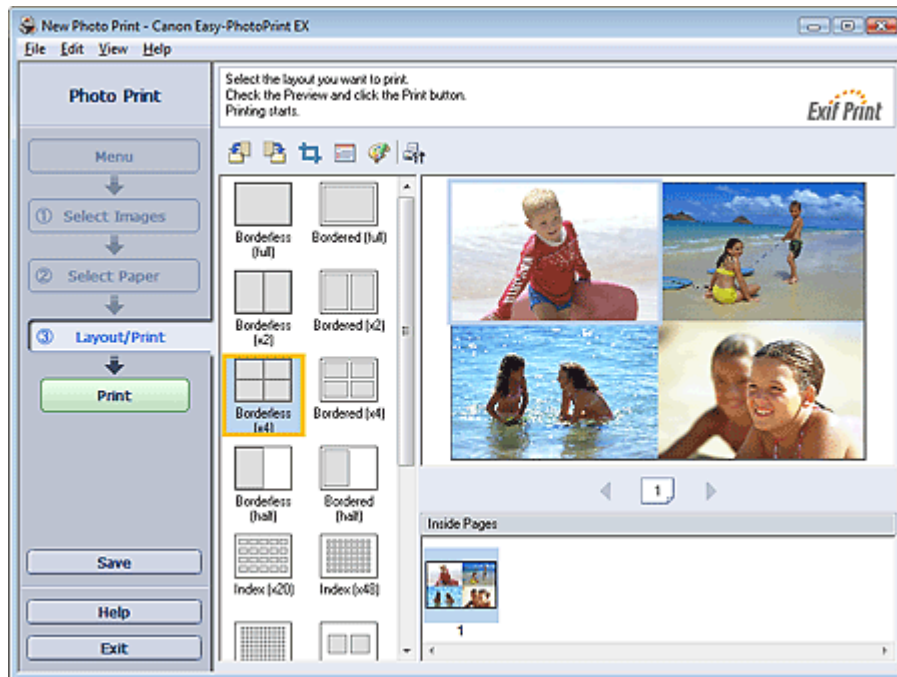 New Photo Print - Canon Easy-PhotoPrint EX
File Edit View Help
Photo Print
Select the layout you want to print.
Check the Preview and click the Print button.
Printing starts.
Exif Print
Menu
① Select Images
② Select Paper
③ Layout/Print
Print
Save
Help
Exit
Borderless
(full)
Bordered (full)
Borderless
(x2)
Bordered (x2)
Borderless
(x4)
Bordered (x4)
Borderless
(half)
Bordered
(half)
Index (x20)
Index (x48)
1
Inside Pages
1